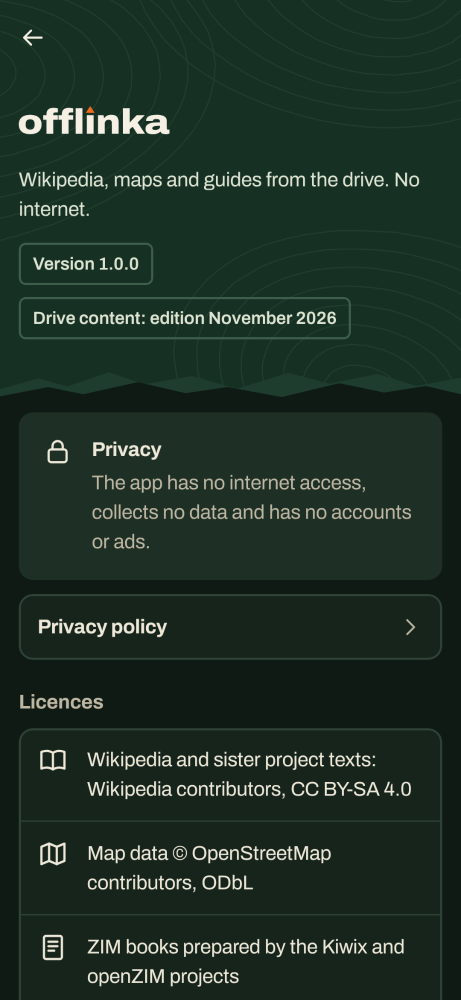 offlinka
Wikipedia, maps and guides from the drive. No
internet.
Version 1.0.0
Drive content: edition November 2026
Privacy
The app has no internet access,
collects no data and has no accounts
or ads.
Privacy policy
Licences
Wikipedia and sister project texts:
Wikipedia contributors, CC BY-SA 4.0
Map data © OpenStreetMap
contributors, ODbL
ZIM books prepared by the Kiwix and
openZIM projects